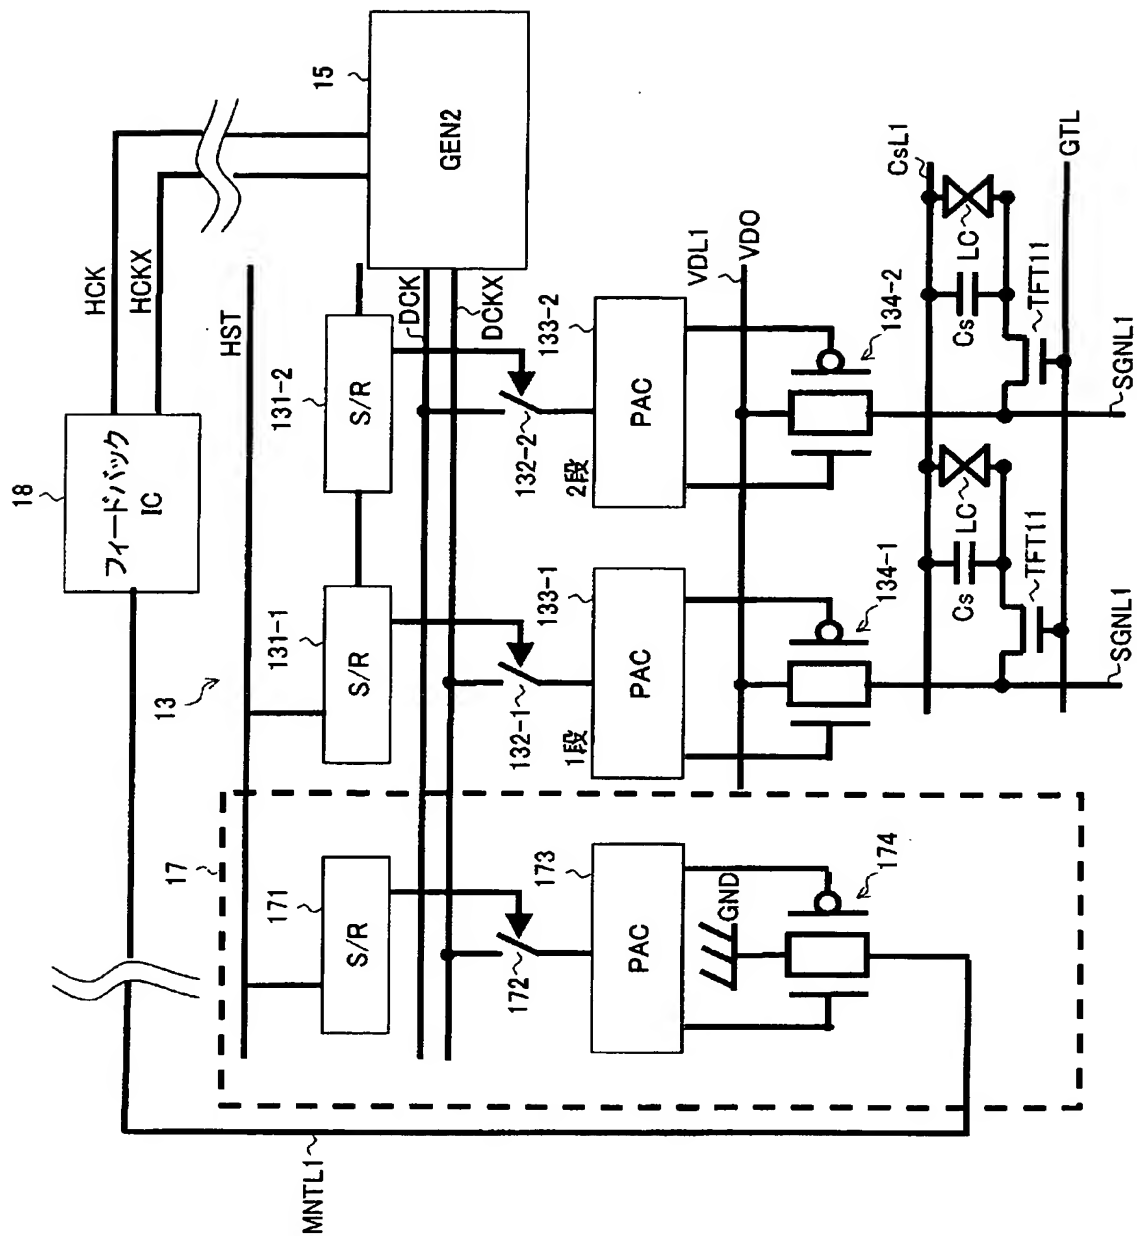 MNTL1
17
171
S/R
172
PAC
173
GND
174
13
18
フィードバック
IC
HCK
HCKX
HST
131-1
S/R
132-1
1段
PAC
133-1
134-1
131-2
S/R
132-2
2段
PAC
133-2
134-2
DCK
DCKX
15
GEN2
VDL1
VDO
CsL1
Cs
LC
TFT11
SGNL1
Cs
LC
TFT11
SGNL1
GTL